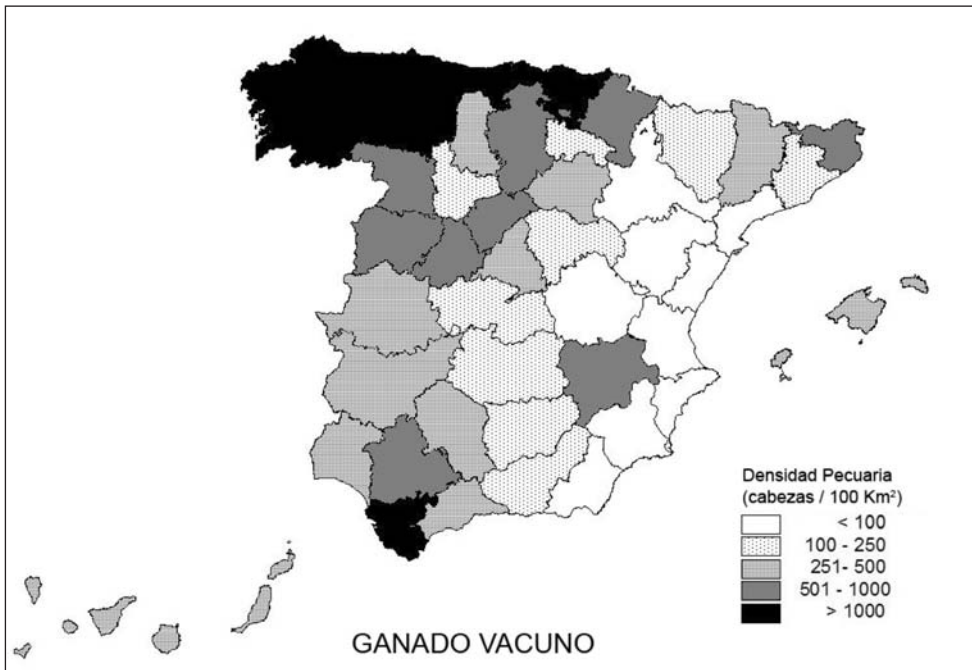 Densidad Pecuaria
(cabezas / 100 Km²)
< 100
100 - 250
251- 500
501 - 1000
> 1000
GANADO VACUNO